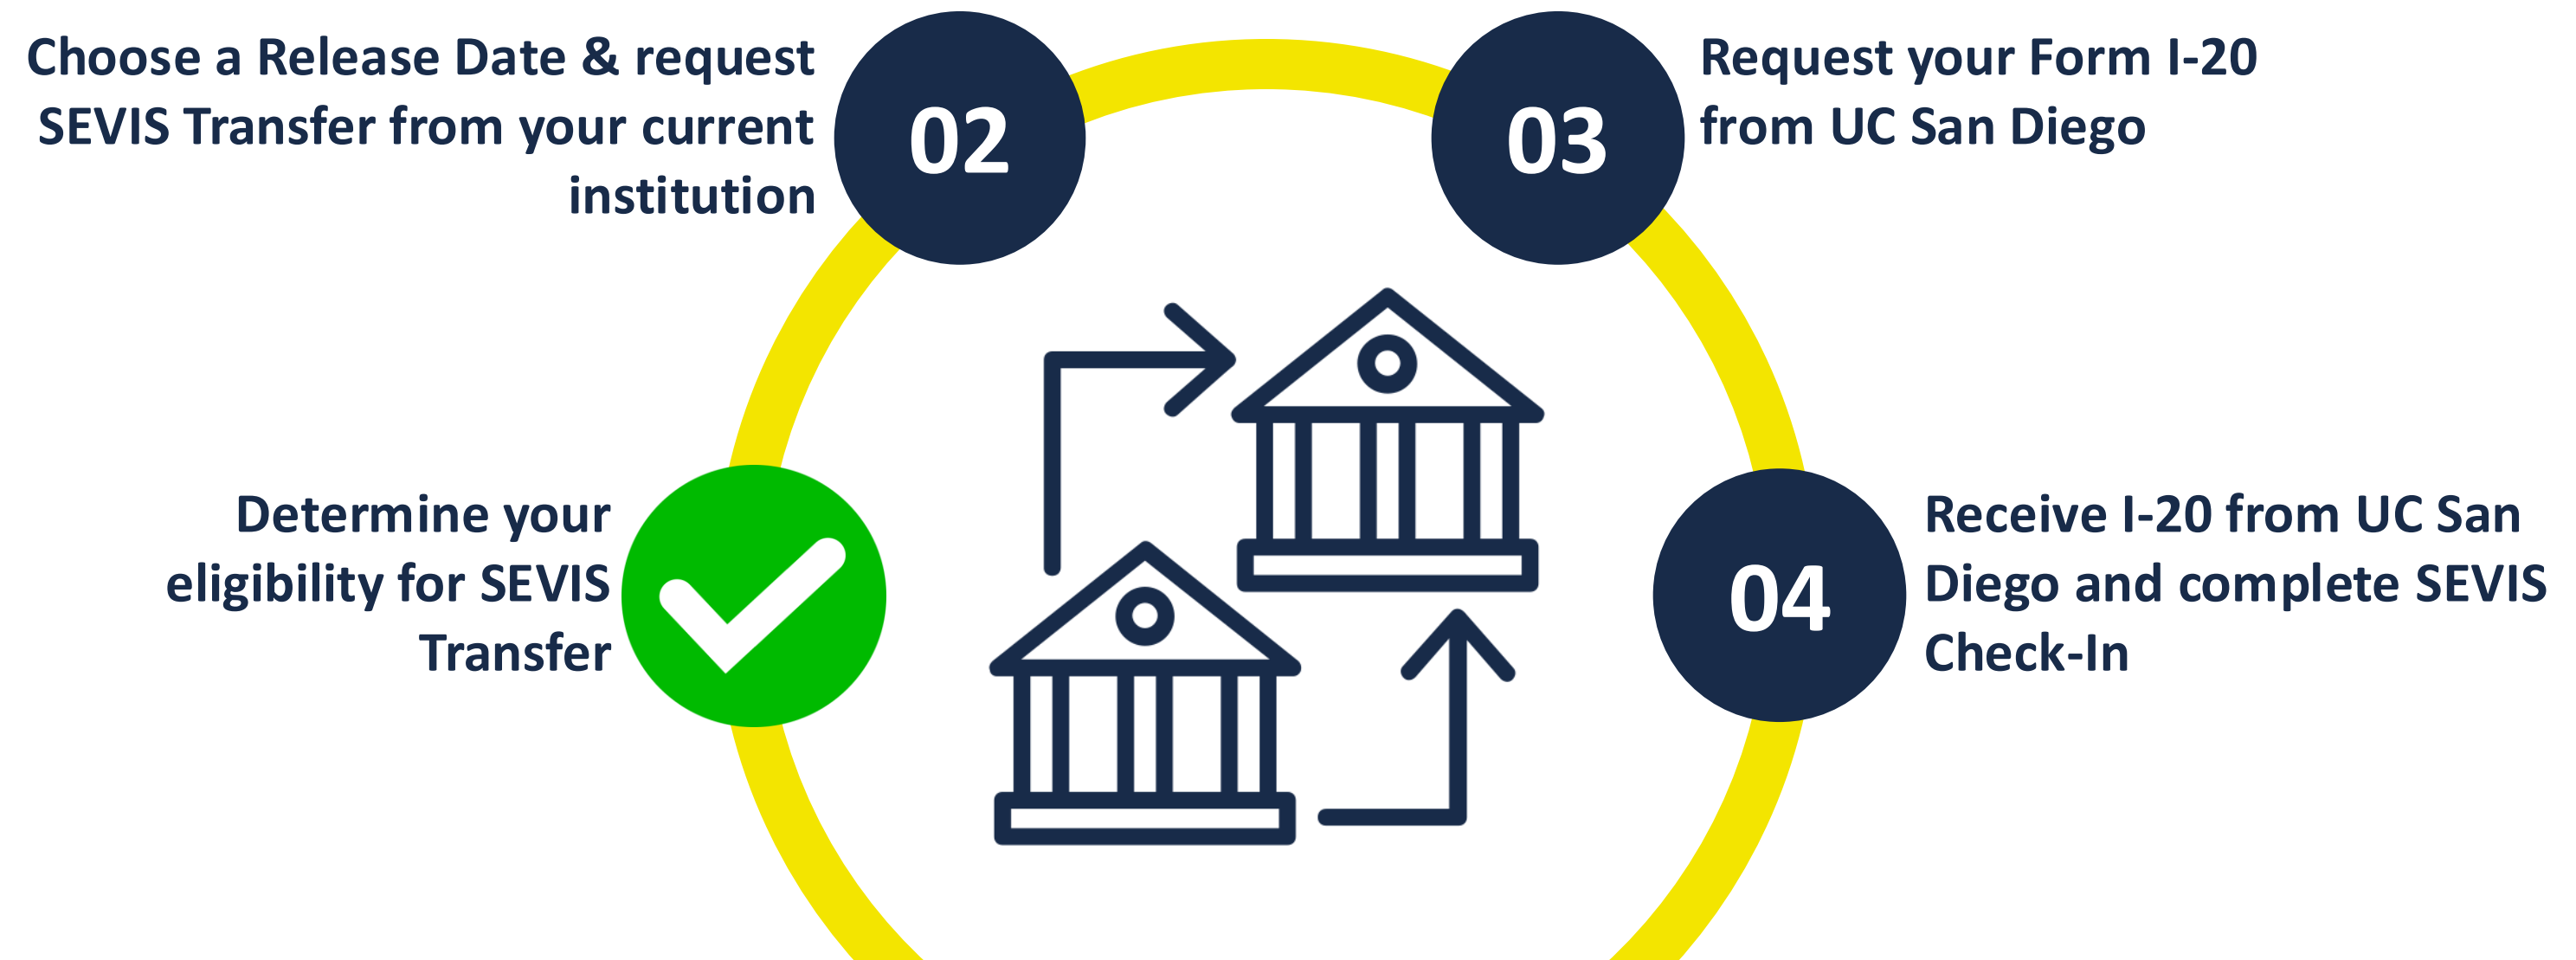 Choose a Release Date & request
SEVIS Transfer from your current
institution
02
03
Request your Form I-20
from UC San Diego
Determine your
eligibility for SEVIS
Transfer
04
Receive I-20 from UC San
Diego and complete SEVIS
Check-In